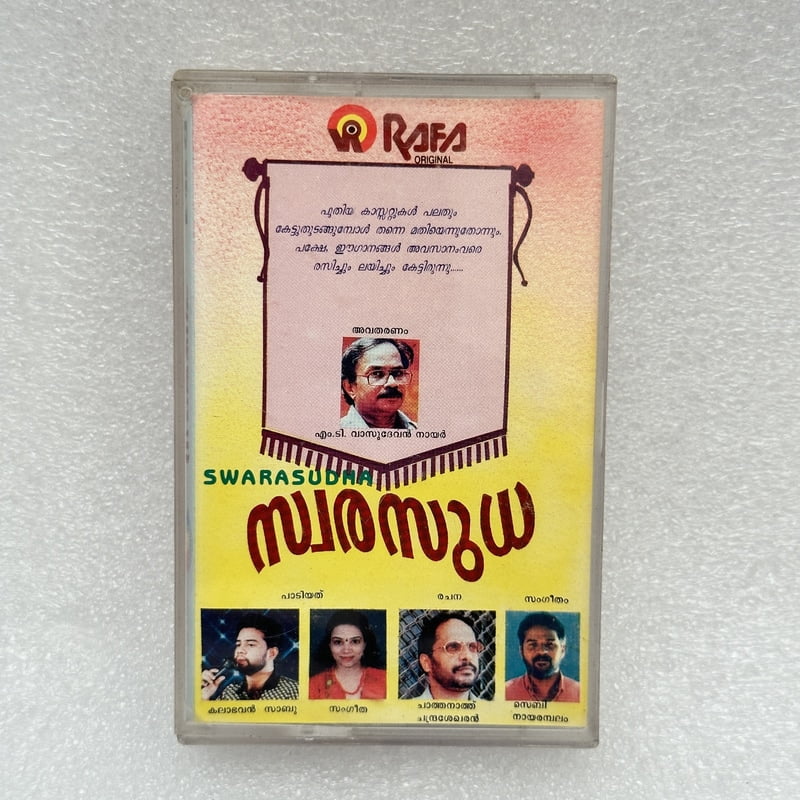 RAFA
ORIGINAL
പുതിയ കാസ്സറ്റുകൾ പലതും
കേട്ടുതുടങ്ങുമ്പോൾ തന്നെ മതിയെന്നുതോന്നും.
പക്ഷേ, ഈഗാനങ്ങൾ അവസാനംവരെ
രസിച്ചും ലയിച്ചും കേട്ടിരുന്നു......
അവതരണം
എം.ടി. വാസുദേവൻ നായർ
SWARASUDHA
സ്വരസുധ
പാടിയത് രചന സംഗീതം
കലാഭവൻ സാബു സംഗീത പാത്തനാത്ത് സെബി
ചന്ദ്രശേഖരൻ നായരമ്പലം